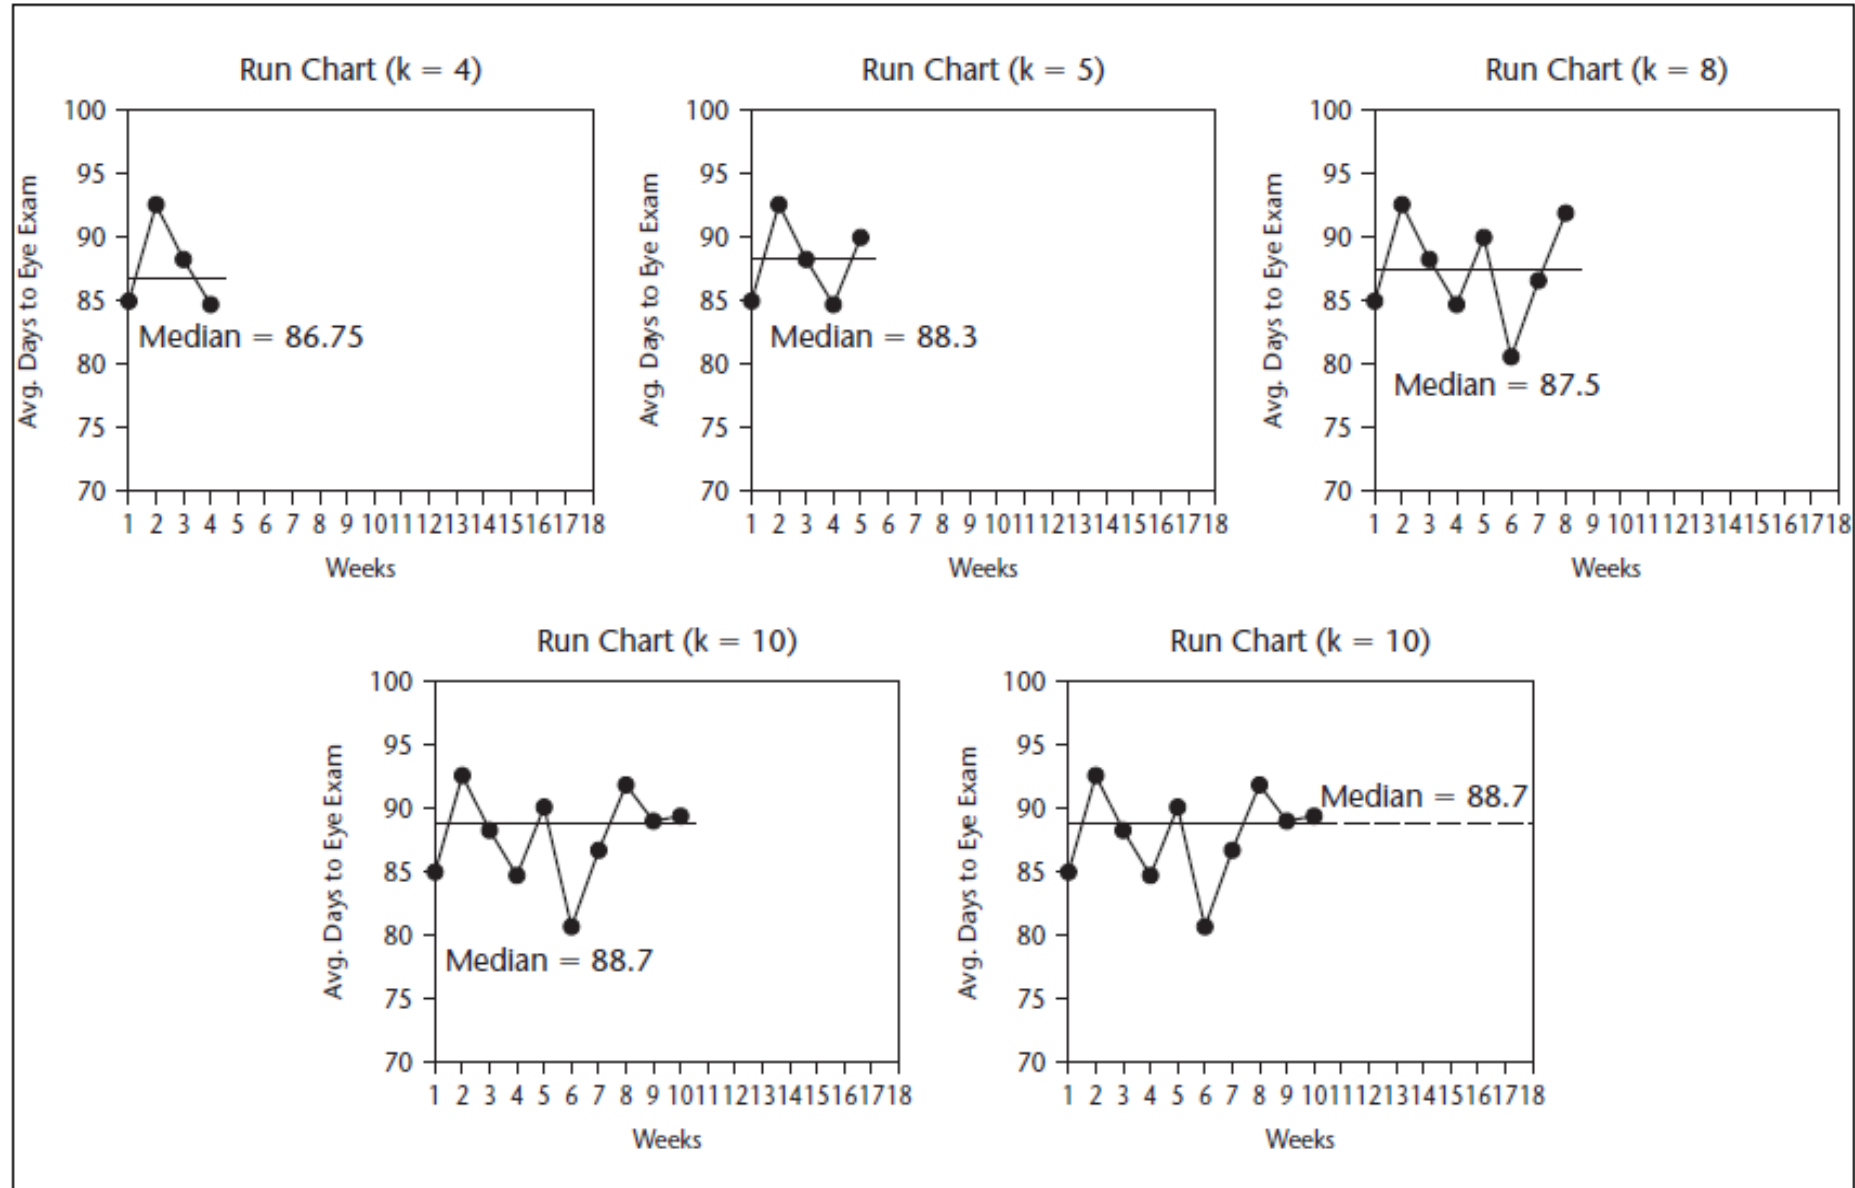 Run Chart (k = 4)
100
95
90
85
80
75
70
Avg. Days to Eye Exam
Median = 86.75
1 2 3 4 5 6 7 8 9 10 11 12 13 14 15 16 17 18
Weeks
Run Chart (k = 5)
100
95
90
85
80
75
70
Avg. Days to Eye Exam
Median = 88.3
1 2 3 4 5 6 7 8 9 10 11 12 13 14 15 16 17 18
Weeks
Run Chart (k = 8)
100
95
90
85
80
75
70
Avg. Days to Eye Exam
Median = 87.5
1 2 3 4 5 6 7 8 9 10 11 12 13 14 15 16 17 18
Weeks
Run Chart (k = 10)
100
95
90
85
80
75
70
Avg. Days to Eye Exam
Median = 88.7
1 2 3 4 5 6 7 8 9 10 11 12 13 14 15 16 17 18
Weeks
Run Chart (k = 10)
100
95
90
85
80
75
70
Avg. Days to Eye Exam
Median = 88.7
1 2 3 4 5 6 7 8 9 10 11 12 13 14 15 16 17 18
Weeks